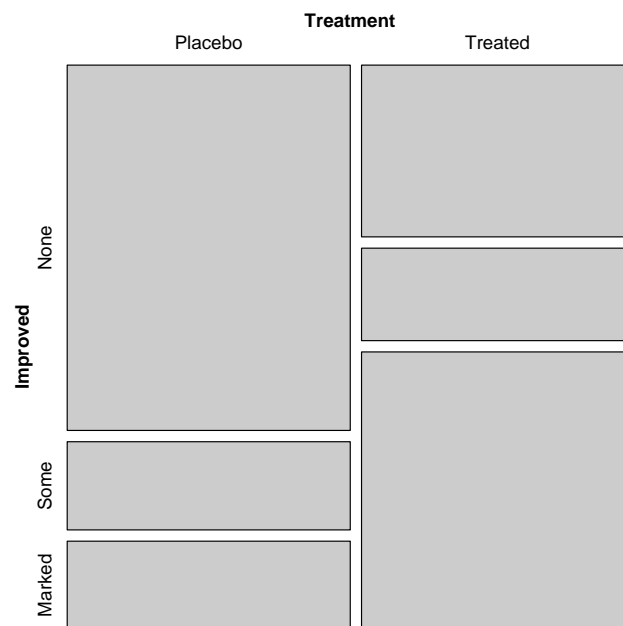 Treatment
Placebo Treated
Improved
None
Some
Marked